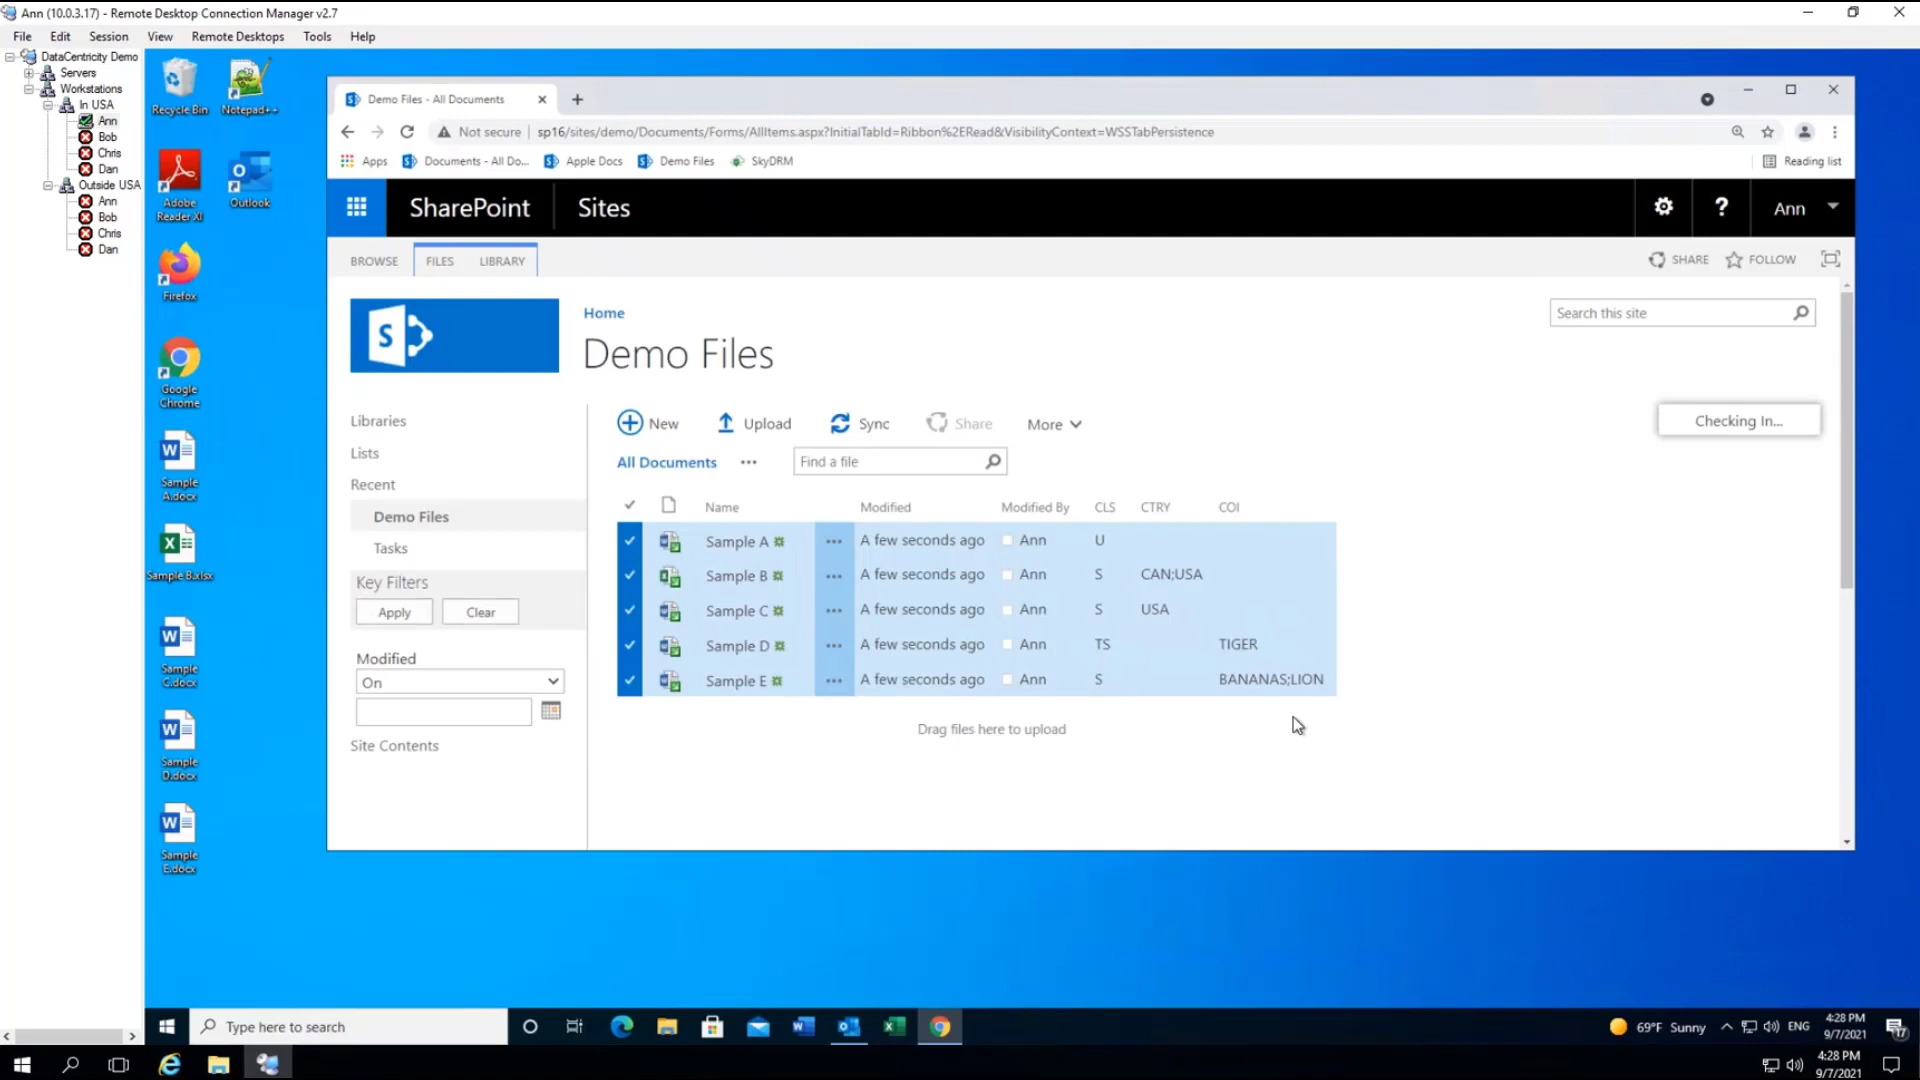 Ann (10.0.3.17) - Remote Desktop Connection Manager v2.7
File Edit Session View Remote Desktops Tools Help
DataCentricity Demo
Servers
Workstations
In USA
Ann
Bob
Chris
Dan
Outside USA
Ann
Bob
Chris
Dan
Recycle Bin
Notepad++
Adobe Reader XI
Outlook
Firefox
Google Chrome
Sample A.docx
Sample B.xlsx
Sample C.docx
Sample D.docx
Sample E.docx
Demo Files - All Documents
Not secure | sp16/sites/demo/Documents/Forms/AllItems.aspx?InitialTabId=Ribbon%2ERead&VisibilityContext=WSSTabPersistence
Apps Documents - All Do... Apple Docs Demo Files SkyDRM Reading list
SharePoint Sites ? Ann
BROWSE FILES LIBRARY SHARE FOLLOW
S
Home
Demo Files
Search this site
Libraries
Lists
Recent
Demo Files
Tasks
Key Filters
Apply Clear
Modified
On
Site Contents
New Upload Sync Share More
Checking In...
All Documents ... Find a file
Name Modified Modified By CLS CTRY COI
Sample A ... A few seconds ago Ann U
Sample B ... A few seconds ago Ann S CAN;USA
Sample C ... A few seconds ago Ann S USA
Sample D ... A few seconds ago Ann TS TIGER
Sample E ... A few seconds ago Ann S BANANAS;LION
Drag files here to upload
Type here to search
69°F Sunny ENG 4:28 PM
9/7/2021
17
4:28 PM
9/7/2021